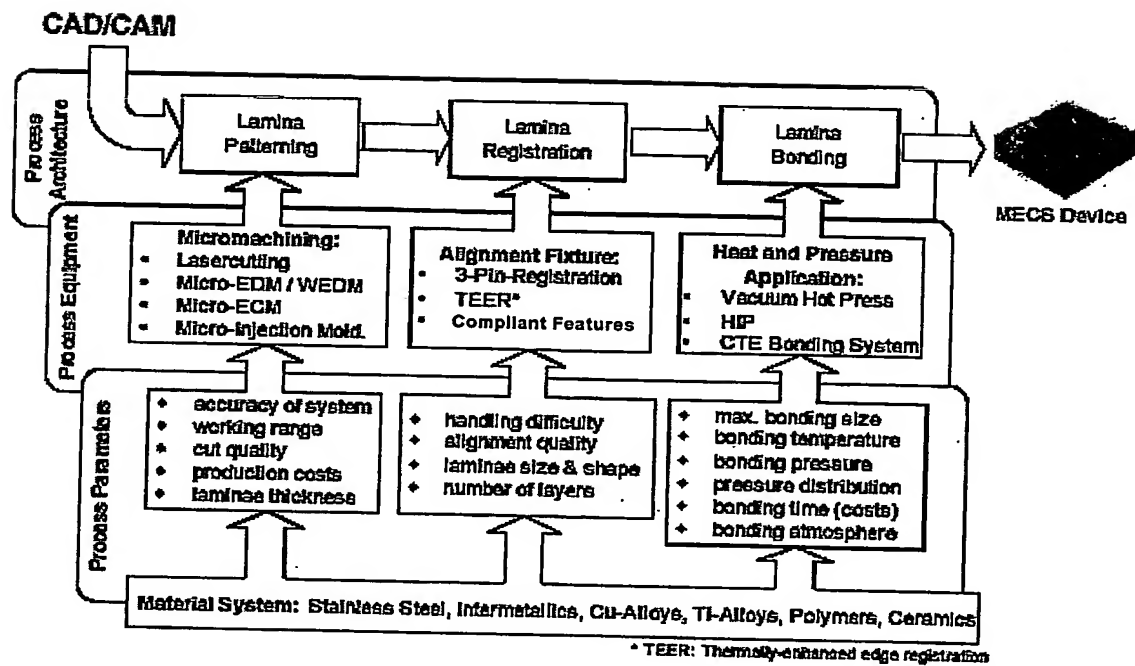 CAD/CAM
Process
Architecture
Lamina
Patterning
Lamina
Registration
Lamina
Bonding
MECS Device
Process Equipment
Micromachining:
• Lasercutting
• Micro-EDM / WEDM
• Micro-ECM
• Micro-Injection Mold.
Alignment Fixture:
• 3-Pin-Registration
• TEER*
• Compliant Features
Heat and Pressure
Application:
• Vacuum Hot Press
• HIP
• CTE Bonding System
Process Parameters
accuracy of system
working range
cut quality
production costs
laminae thickness
handling difficulty
alignment quality
laminae size & shape
number of layers
max. bonding size
bonding temperature
bonding pressure
pressure distribution
bonding time (costs)
bonding atmosphere
Material System: Stainless Steel, Intermetallics, Cu-Alloys, Ti-Alloys, Polymers, Ceramics
* TEER: Thermally-enhanced edge registration